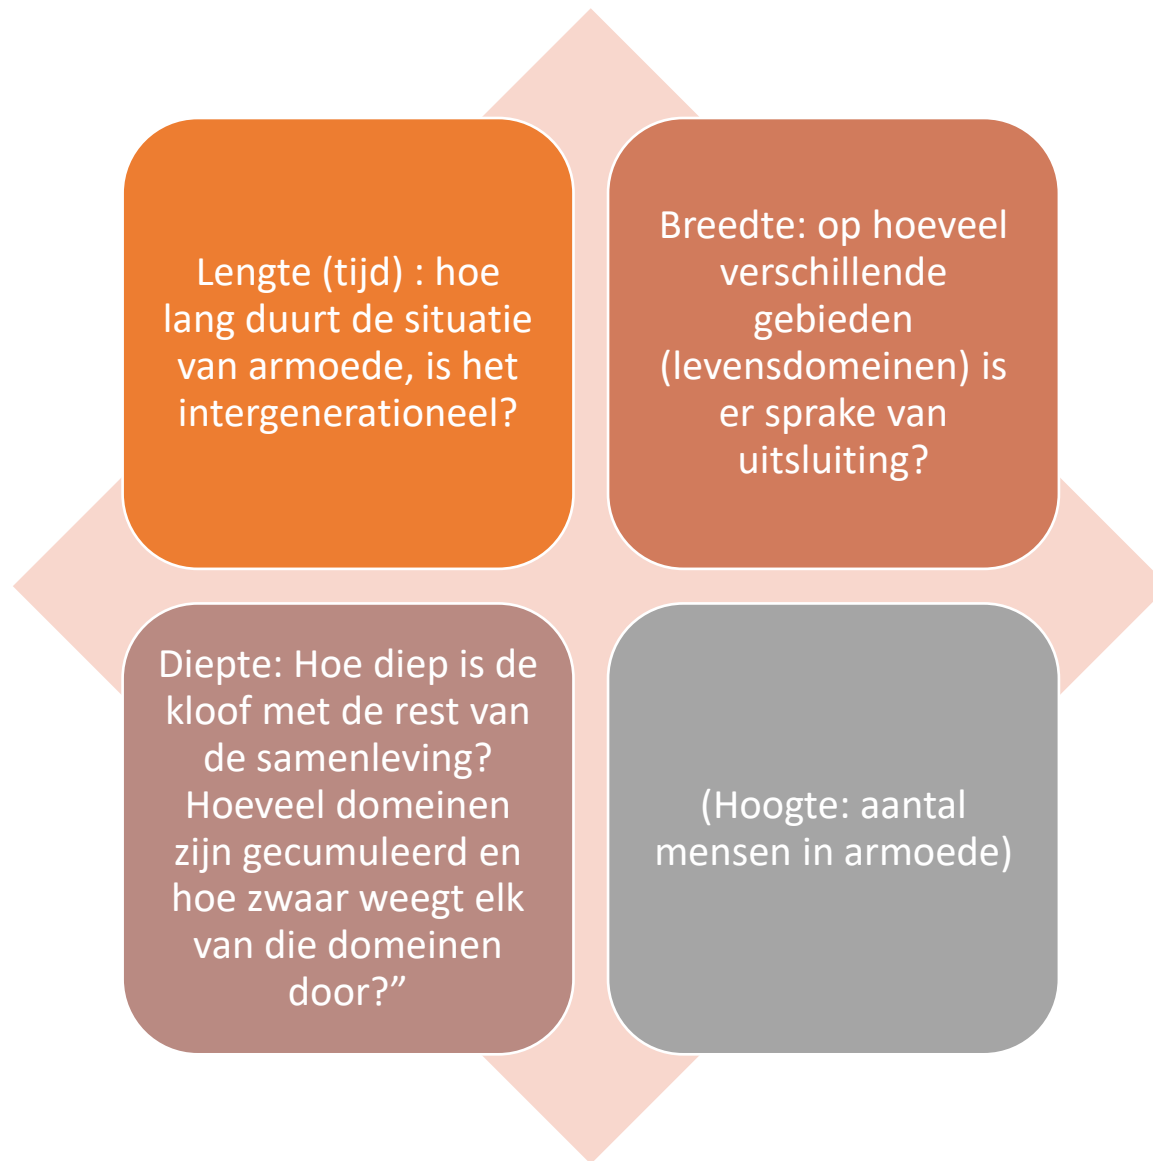 Lengte (tijd) : hoe
lang duurt de situatie
van armoede, is het
intergenerationeel?
Breedte: op hoeveel
verschillende
gebieden
(levensdomeinen) is
er sprake van
uitsluiting?
Diepte: Hoe diep is de
kloof met de rest van
de samenleving?
Hoeveel domeinen
zijn gecumuleerd en
hoe zwaar weegt elk
van die domeinen
door?”
(Hoogte: aantal
mensen in armoede)